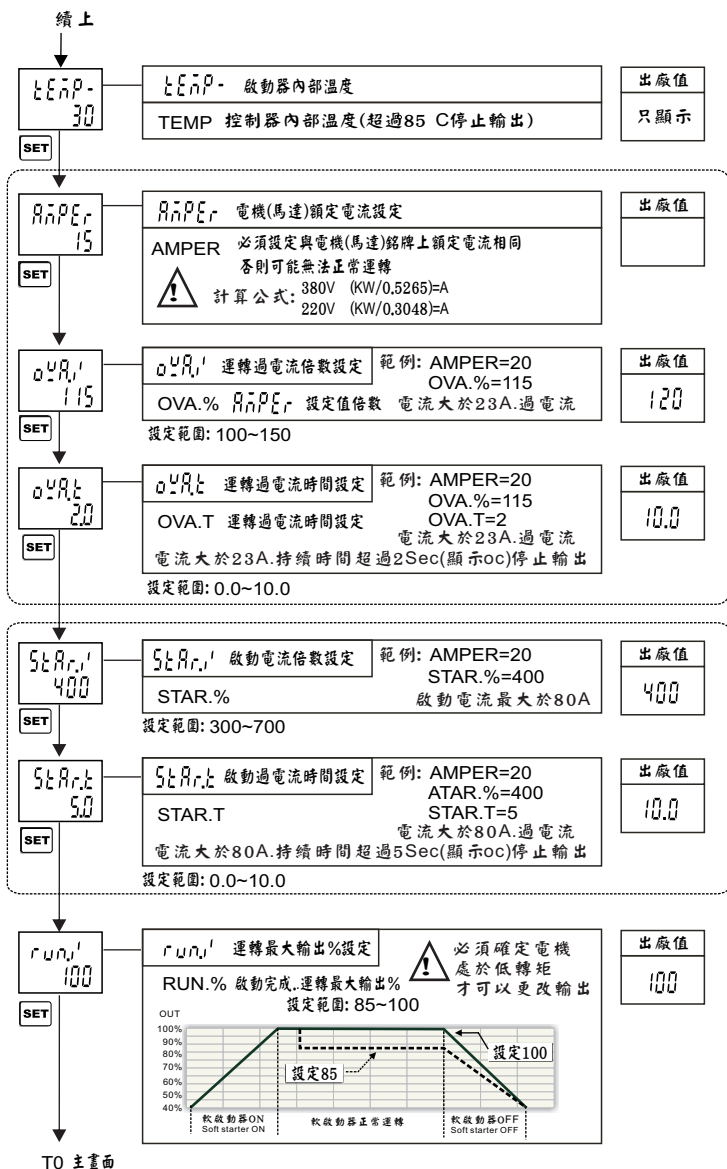 續上
tEmP-
30
SET
tEmP- 啟動器內部溫度
TEMP 控制器內部溫度(超過85 C停止輸出)
出廠值
只顯示
AmPEr
15
SET
AmPEr 電機(馬達)額定電流設定
AMPER 必須設定與電機(馬達)銘牌上額定電流相同
否則可能無法正常運轉
計算公式: 380V (KW/0.5265)=A
220V (KW/0.3048)=A
出廠值
oVA.'
115
SET
oVA.' 運轉過電流倍數設定
範例: AMPER=20
OVA.%=115
OVA.% AmPEr 設定值倍數 電流大於23A.過電流
設定範圍: 100~150
出廠值
120
oVA.t
2.0
SET
oVA.t 運轉過電流時間設定
範例: AMPER=20
OVA.%=115
OVA.T 運轉過電流時間設定 OVA.T=2
電流大於23A.過電流
電流大於23A.持續時間超過2Sec(顯示oc)停止輸出
設定範圍: 0.0~10.0
出廠值
10.0
StAr.'
400
SET
StAr.' 啟動電流倍數設定
範例: AMPER=20
STAR.%=400
STAR.% 啟動電流最大於80A
設定範圍: 300~700
出廠值
400
StAr.t
5.0
SET
StAr.t 啟動過電流時間設定
範例: AMPER=20
ATAR.%=400
STAR.T STAR.T=5
電流大於80A.過電流
電流大於80A.持續時間超過5Sec(顯示oc)停止輸出
設定範圍: 0.0~10.0
出廠值
10.0
run.'
100
SET
run.' 運轉最大輸出%設定
RUN.% 啟動完成,.運轉最大輸出%
設定範圍: 85~100
必須確定電機
處於低轉矩
才可以更改輸出
出廠值
100
OUT
100%
90%
80%
70%
60%
50%
40%
設定100
設定85
軟啟動器ON
Soft starter ON
軟啟動器正常運轉
軟啟動器OFF
Soft starter OFF
T0 主畫面